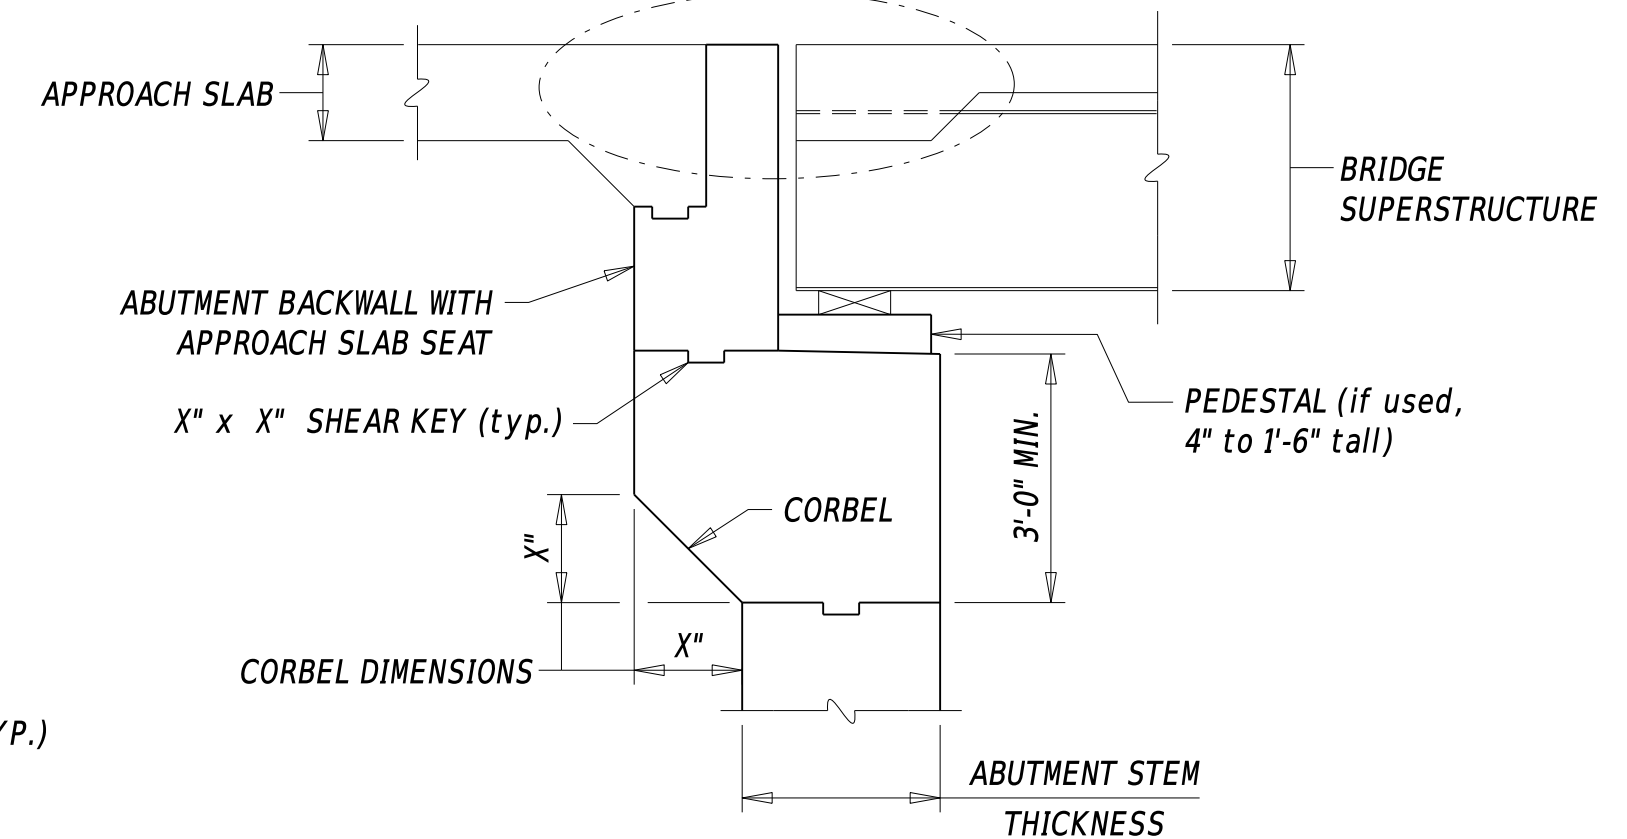 APPROACH SLAB
BRIDGE
SUPERSTRUCTURE
ABUTMENT BACKWALL WITH
APPROACH SLAB SEAT
X" x X" SHEAR KEY (typ.)
PEDESTAL (if used,
4" to 1'-6" tall)
3'-0" MIN.
CORBEL
X"
X"
CORBEL DIMENSIONS
YP.)
ABUTMENT STEM
THICKNESS